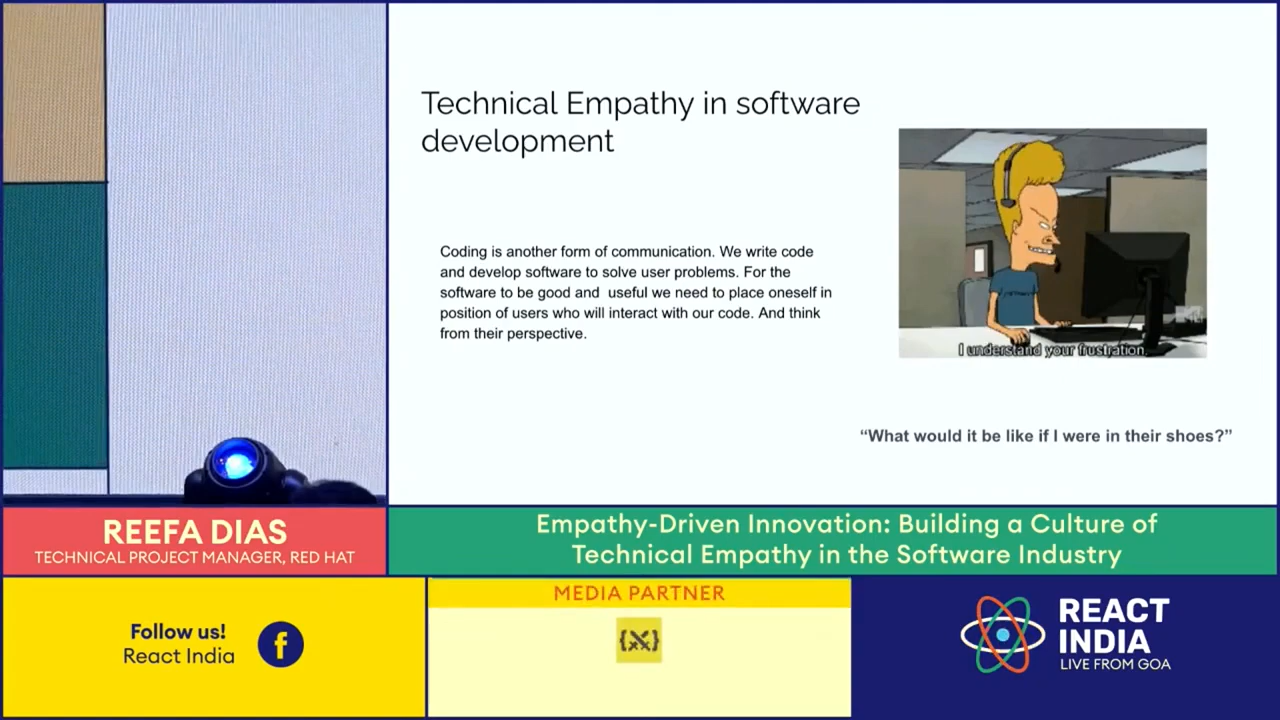 Technical Empathy in software
development
Coding is another form of communication. We write code
and develop software to solve user problems. For the
software to be good and useful we need to place oneself in
position of users who will interact with our code. And think
from their perspective.
I understand your frustration.
“What would it be like if I were in their shoes?”
REEFA DIAS
TECHNICAL PROJECT MANAGER, RED HAT
Empathy-Driven Innovation: Building a Culture of
Technical Empathy in the Software Industry
Follow us!
React India
f
MEDIA PARTNER
{X}
REACT
INDIA
LIVE FROM GOA